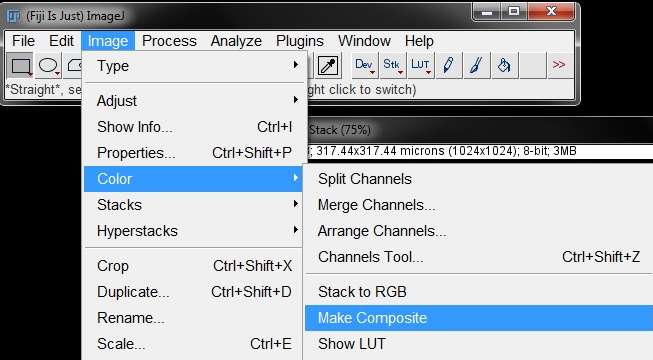 (Fiji Is Just) ImageJ
File Edit Image Process Analyze Plugins Window Help
Dev Stk LUT >>
*Straight*, se ght click to switch)
Type
Adjust
Show Info... Ctrl+I
Properties... Ctrl+Shift+P
Color
Stacks
Hyperstacks
Crop Ctrl+Shift+X
Duplicate... Ctrl+Shift+D
Rename...
Scale... Ctrl+E
Stack (75%)
; 317.44x317.44 microns (1024x1024); 8-bit; 3MB
Split Channels
Merge Channels...
Arrange Channels...
Channels Tool... Ctrl+Shift+Z
Stack to RGB
Make Composite
Show LUT